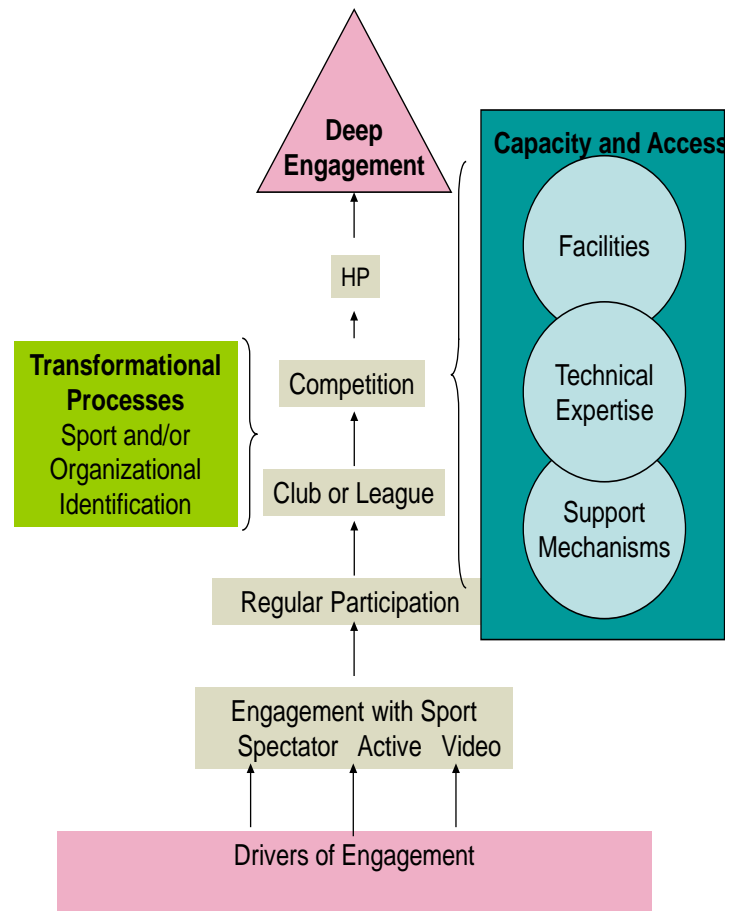 Deep
Engagement
Capacity and Access
Facilities
HP
Transformational
Processes
Sport and/or
Organizational
Identification
Competition
Technical
Expertise
Club or League
Support
Mechanisms
Regular Participation
Engagement with Sport
Spectator Active Video
Drivers of Engagement